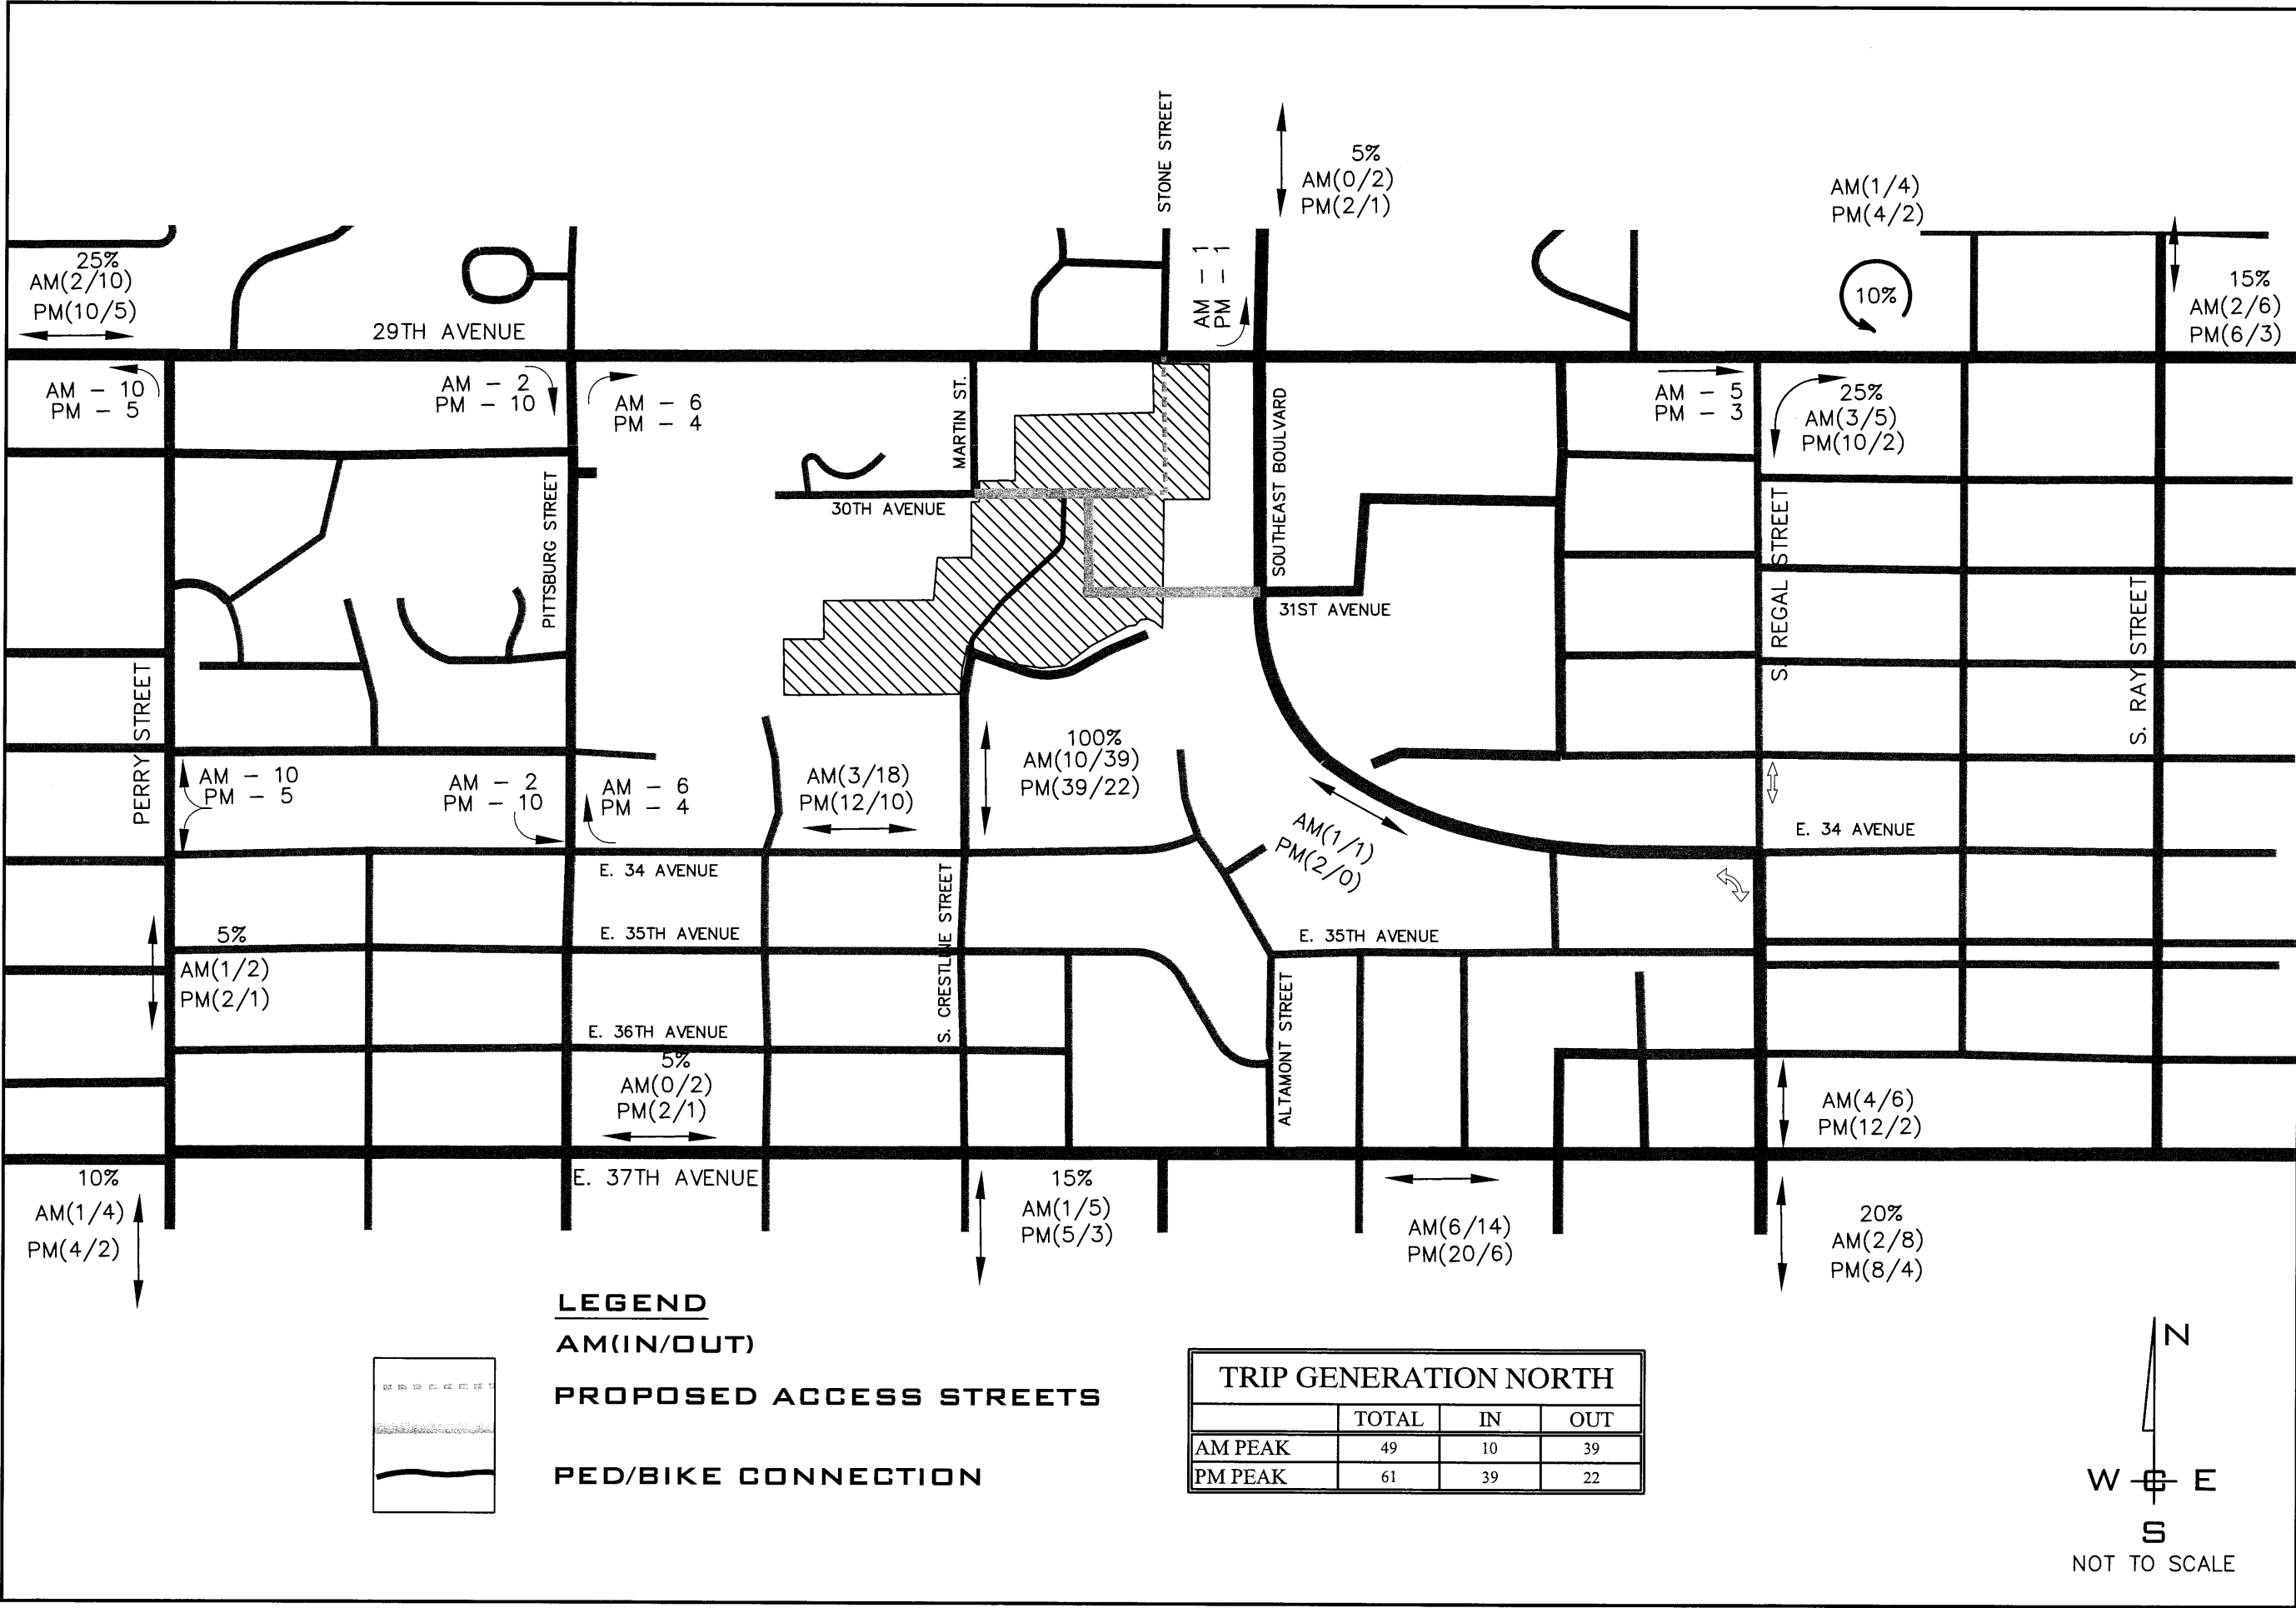 STONE STREET
5%
AM(0/2)
PM(2/1)
AM(1/4)
PM(4/2)
25%
AM(2/10)
PM(10/5)
29TH AVENUE
AM – 1
PM – 1
10%
15%
AM(2/6)
PM(6/3)
AM – 10
PM – 5
AM – 2
PM – 10
AM – 6
PM – 4
MARTIN ST.
SOUTHEAST BOULVARD
AM – 5
PM – 3
25%
AM(3/5)
PM(10/2)
PITTSBURG STREET
30TH AVENUE
31ST AVENUE
S. REGAL STREET
S. RAY STREET
PERRY STREET
AM – 10
PM – 5
AM – 2
PM – 10
AM – 6
PM – 4
AM(3/18)
PM(12/10)
100%
AM(10/39)
PM(39/22)
AM(1/1)
PM(2/0)
E. 34 AVENUE
E. 34 AVENUE
S. CRESTLINE STREET
5%
AM(1/2)
PM(2/1)
E. 35TH AVENUE
E. 35TH AVENUE
ALTAMONT STREET
E. 36TH AVENUE
5%
AM(0/2)
PM(2/1)
AM(4/6)
PM(12/2)
E. 37TH AVENUE
10%
AM(1/4)
PM(4/2)
15%
AM(1/5)
PM(5/3)
AM(6/14)
PM(20/6)
20%
AM(2/8)
PM(8/4)
LEGEND
AM(IN/OUT)
PROPOSED ACCESS STREETS
PED/BIKE CONNECTION
TRIP GENERATION NORTH
TOTAL IN OUT
AM PEAK 49 10 39
PM PEAK 61 39 22
N
W E
S
NOT TO SCALE